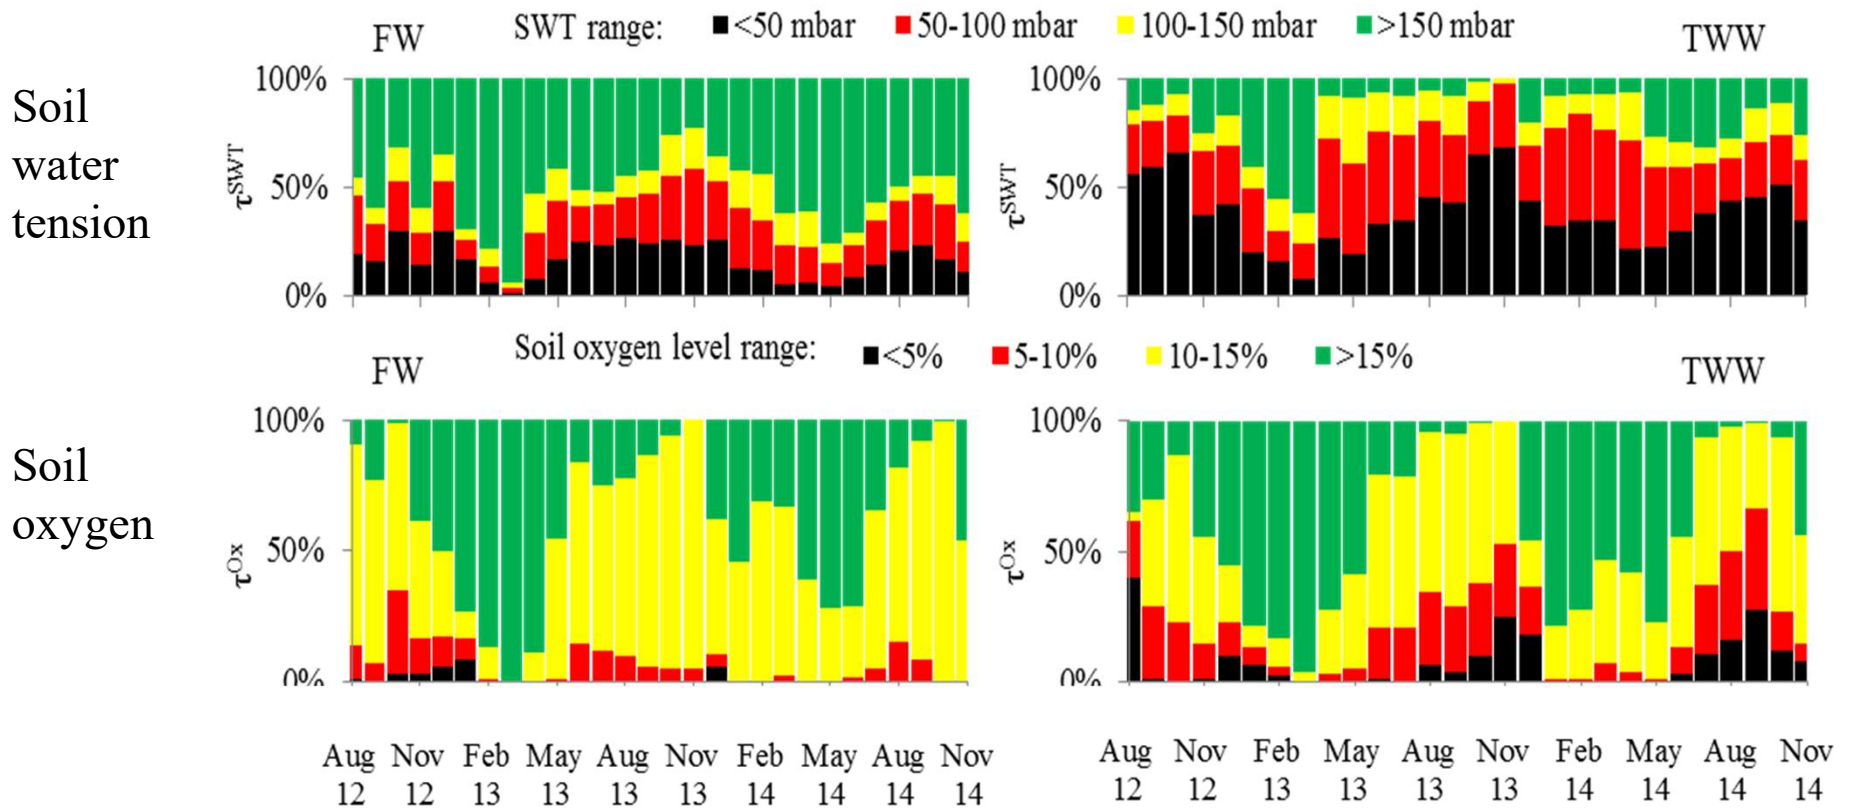 FW SWT range: <50 mbar 50-100 mbar 100-150 mbar >150 mbar TWW
Soil
water
tension
τSWT
100%
50%
0%
τSWT
100%
50%
0%
FW Soil oxygen level range: <5% 5-10% 10-15% >15% TWW
Soil
oxygen
τOx
100%
50%
0%
τOx
100%
50%
0%
Aug Nov Feb May Aug Nov Feb May Aug Nov
12 12 13 13 13 13 14 14 14 14
Aug Nov Feb May Aug Nov Feb May Aug Nov
12 12 13 13 13 13 14 14 14 14